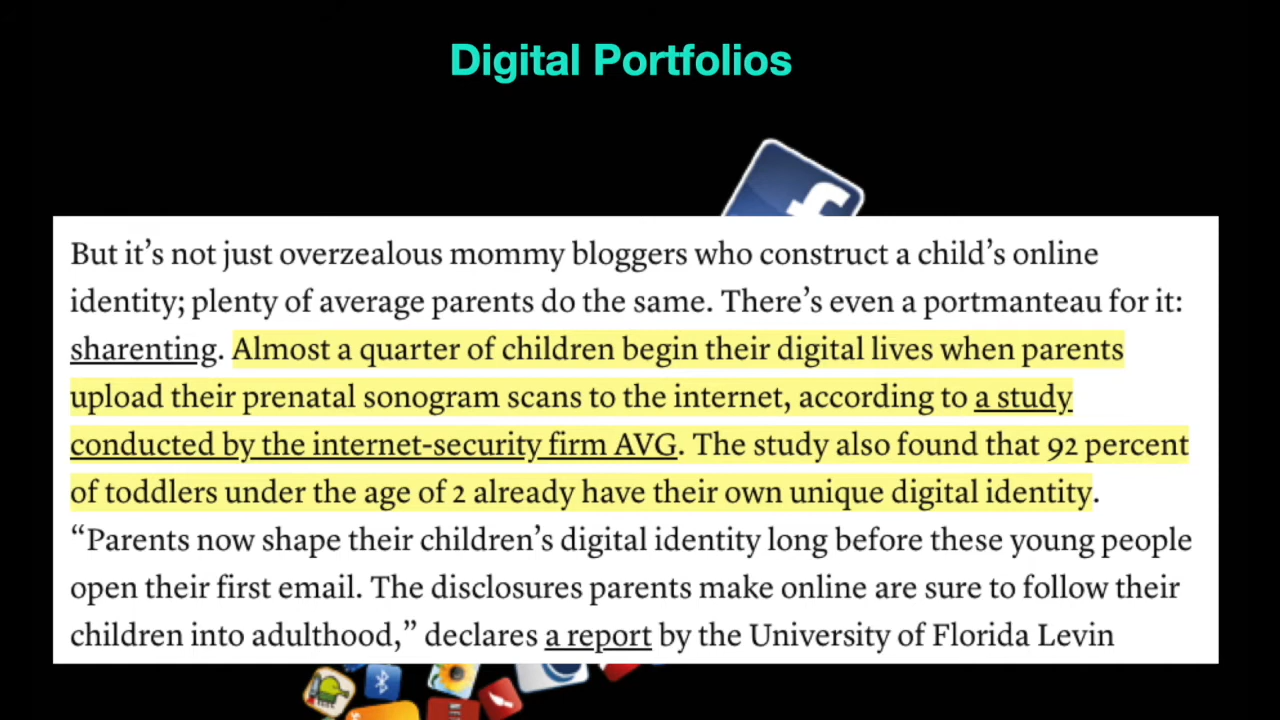 Digital Portfolios
But it’s not just overzealous mommy bloggers who construct a child’s online
identity; plenty of average parents do the same. There’s even a portmanteau for it:
sharenting. Almost a quarter of children begin their digital lives when parents
upload their prenatal sonogram scans to the internet, according to a study
conducted by the internet-security firm AVG. The study also found that 92 percent
of toddlers under the age of 2 already have their own unique digital identity.
“Parents now shape their children’s digital identity long before these young people
open their first email. The disclosures parents make online are sure to follow their
children into adulthood,” declares a report by the University of Florida Levin